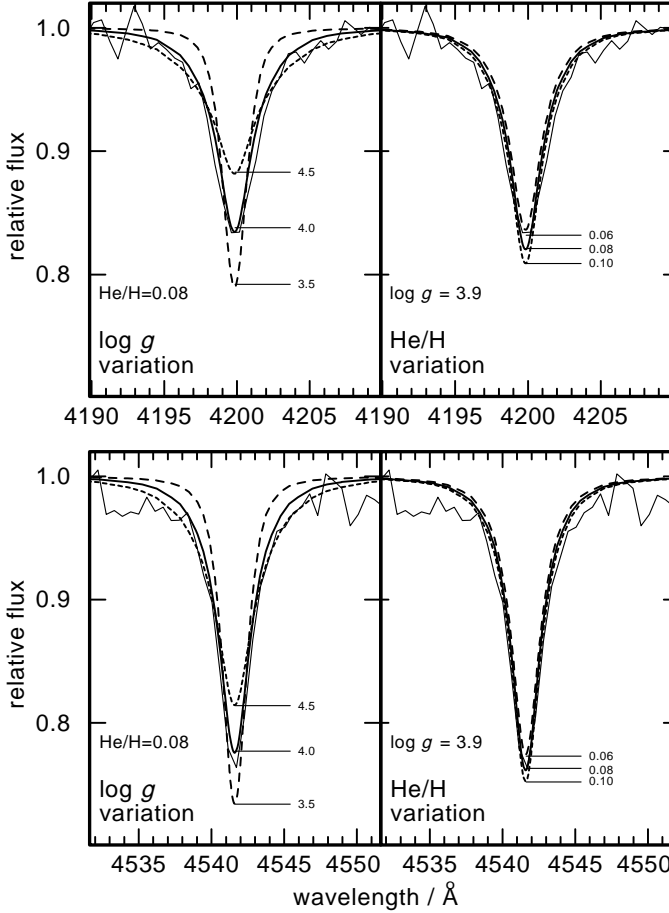 1.0
0.9
0.8
relative flux
4.5
4.0
3.5
He/H=0.08
log g
variation
0.06
0.08
0.10
log g = 3.9
He/H
variation
4190 4195 4200 4205 4190 4195 4200 4205
1.0
0.9
0.8
relative flux
4.5
4.0
3.5
He/H=0.08
log g
variation
0.06
0.08
0.10
log g = 3.9
He/H
variation
4535 4540 4545 4550 4535 4540 4545 4550
wavelength / Å